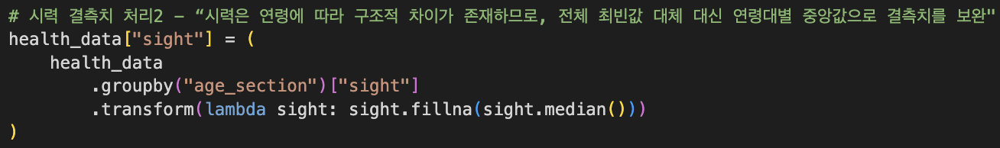 # 시력 결측치 처리2 – “시력은 연령에 따라 구조적 차이가 존재하므로, 전체 최빈값 대체 대신 연령대별 중앙값으로 결측치를 보완"
health_data["sight"] = (
    health_data
        .groupby("age_section")["sight"]
        .transform(lambda sight: sight.fillna(sight.median()))
)